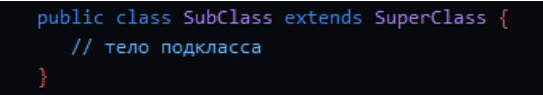 public class SubClass extends SuperClass {
// тело подкласса
}